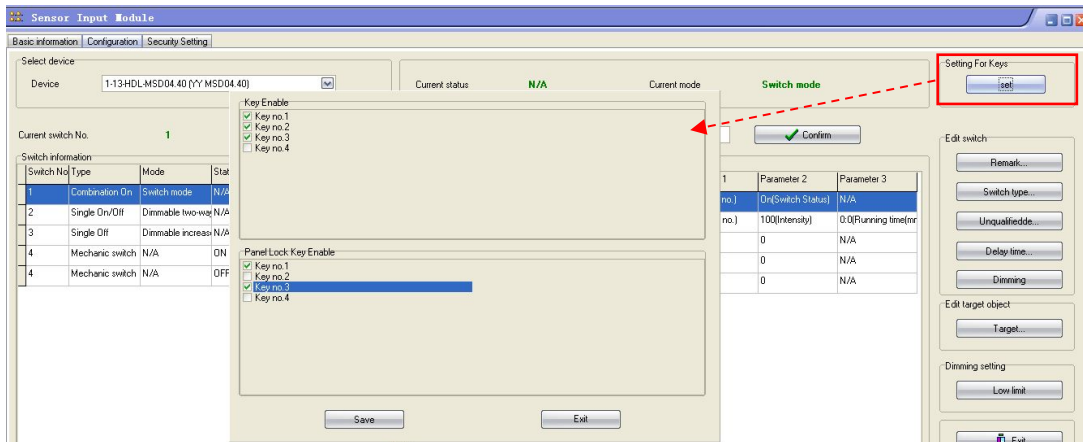 Sensor Input Module
Basic information Configuration Security Setting
Select device
Device 1-13-HDL-MSD04.40 (YY MSD04.40)
Current status N/A Current mode Switch mode
Setting For Keys
set
Key Enable
Key no.1
Key no.2
Key no.3
Key no.4
Current switch No. 1
Confirm
Switch information
Switch No Type Mode Stat 1 Parameter 2 Parameter 3
1 Combination On Switch mode N/A no.) On(Switch Status) N/A
2 Single On/Off Dimmable two-way N/A no.) 100(Intensity) 0:0(Running time(mr
3 Single Off Dimmable increas N/A 0 N/A
4 Mechanic switch N/A ON 0 N/A
4 Mechanic switch N/A OFF 0 N/A
Panel Lock Key Enable
Key no.1
Key no.2
Key no.3
Key no.4
Save Exit
Edit switch
Remark...
Switch type...
Unqualifiedde...
Delay time...
Dimming
Edit target object
Target...
Dimming setting
Low limit
Exit